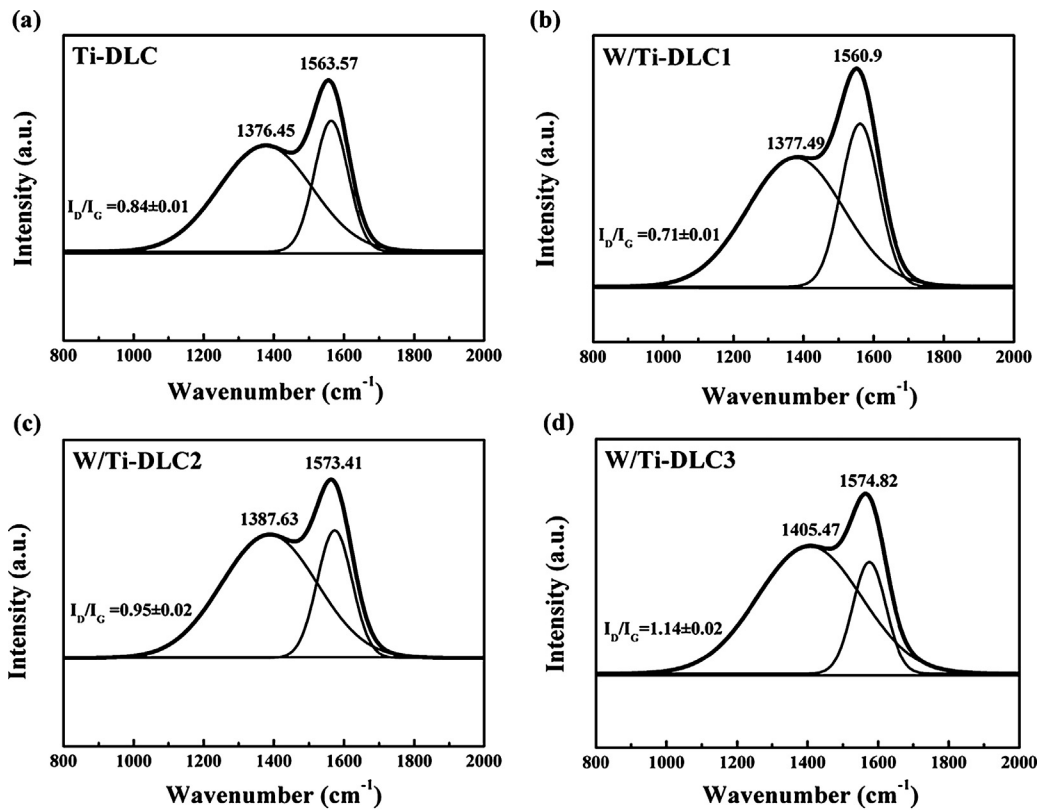 (a)
Ti-DLC
1563.57
1376.45
I_D/I_G =0.84±0.01
Intensity (a.u.)
800 1000 1200 1400 1600 1800 2000
Wavenumber (cm⁻¹)
(b)
W/Ti-DLC1
1560.9
1377.49
I_D/I_G =0.71±0.01
Intensity (a.u.)
800 1000 1200 1400 1600 1800 2000
Wavenumber (cm⁻¹)
(c)
W/Ti-DLC2
1573.41
1387.63
I_D/I_G =0.95±0.02
Intensity (a.u.)
800 1000 1200 1400 1600 1800 2000
Wavenumber (cm⁻¹)
(d)
W/Ti-DLC3
1574.82
1405.47
I_D/I_G=1.14±0.02
Intensity (a.u.)
800 1000 1200 1400 1600 1800 2000
Wavenumber (cm⁻¹)